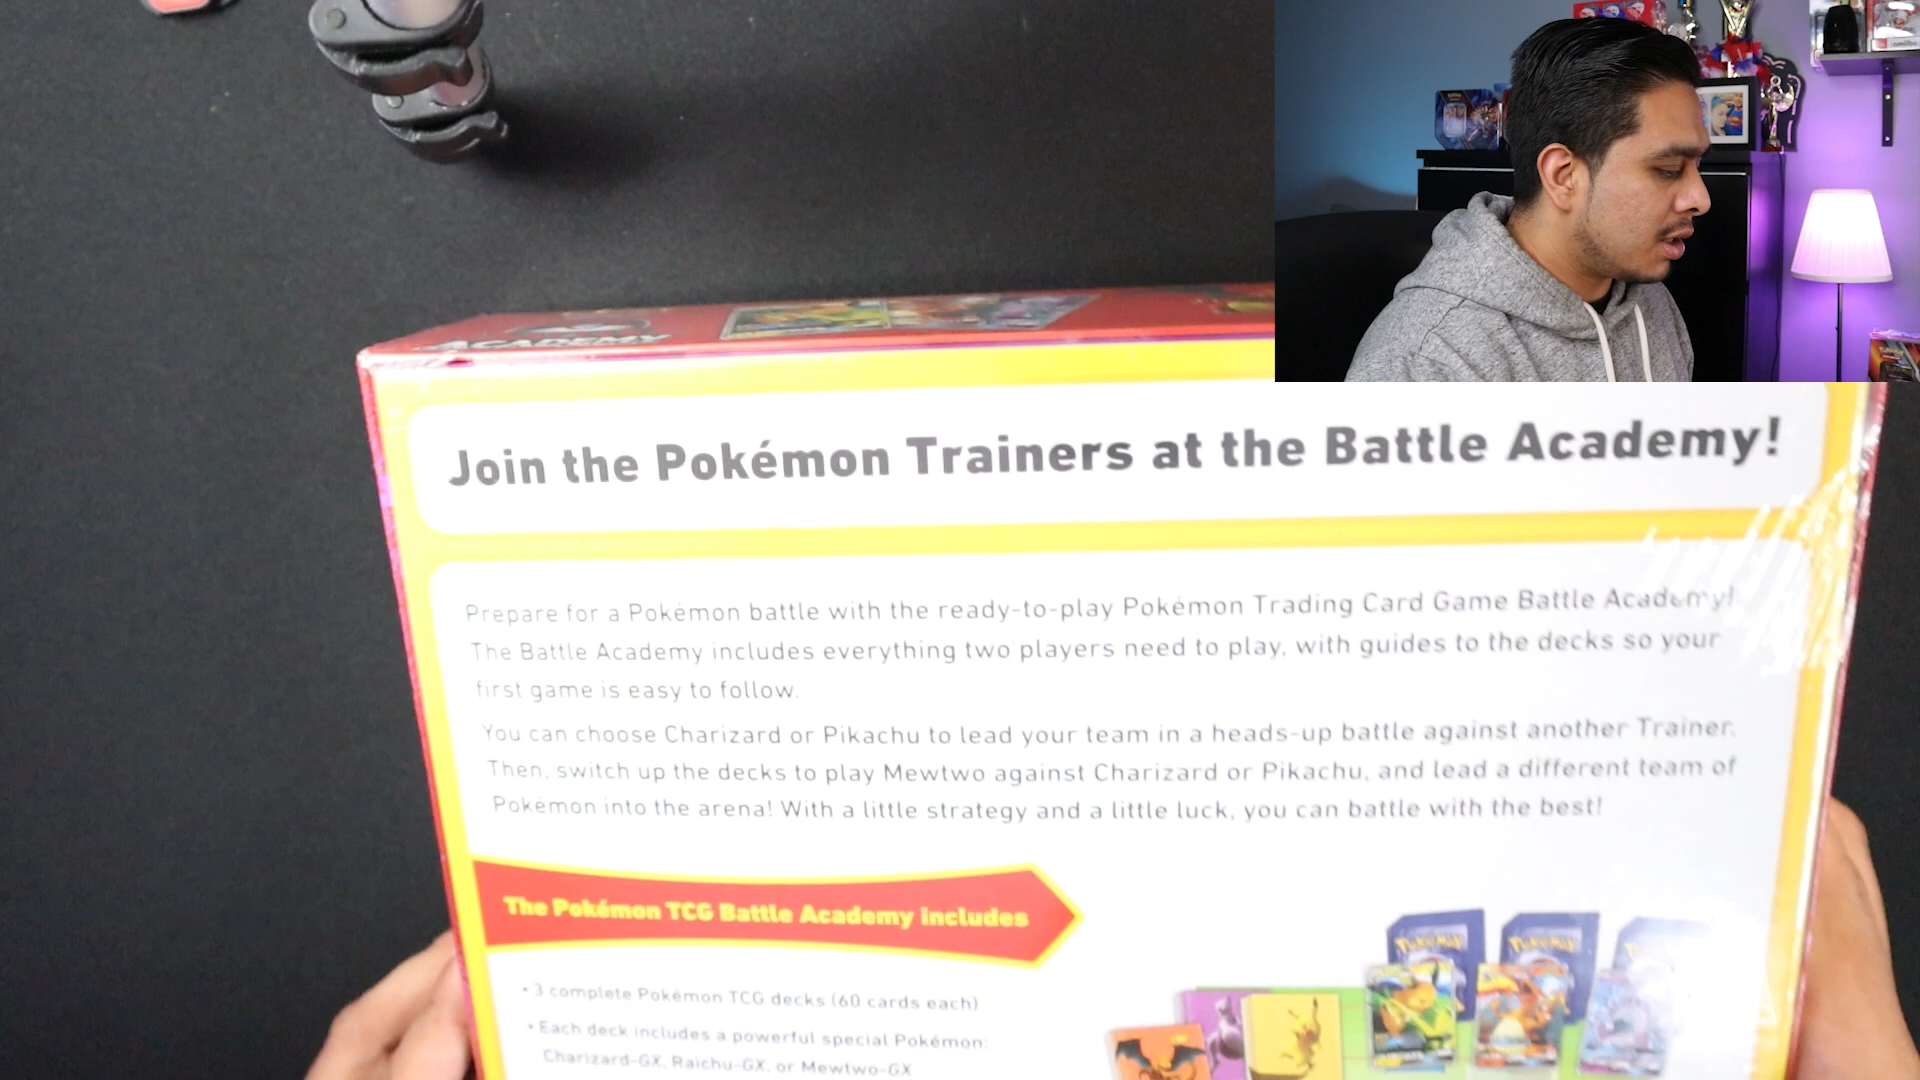 ACADEMY
Join the Pokémon Trainers at the Battle Academy!
Prepare for a Pokémon battle with the ready-to-play Pokémon Trading Card Game Battle Academy!
The Battle Academy includes everything two players need to play, with guides to the decks so your
first game is easy to follow.
You can choose Charizard or Pikachu to lead your team in a heads-up battle against another Trainer.
Then, switch up the decks to play Mewtwo against Charizard or Pikachu, and lead a different team of
Pokémon into the arena! With a little strategy and a little luck, you can battle with the best!
The Pokémon TCG Battle Academy includes
• 3 complete Pokémon TCG decks (60 cards each)
• Each deck includes a powerful special Pokémon:
Charizard-GX, Raichu-GX, or Mewtwo-GX
Pokémon
Pokémon
Pokémon